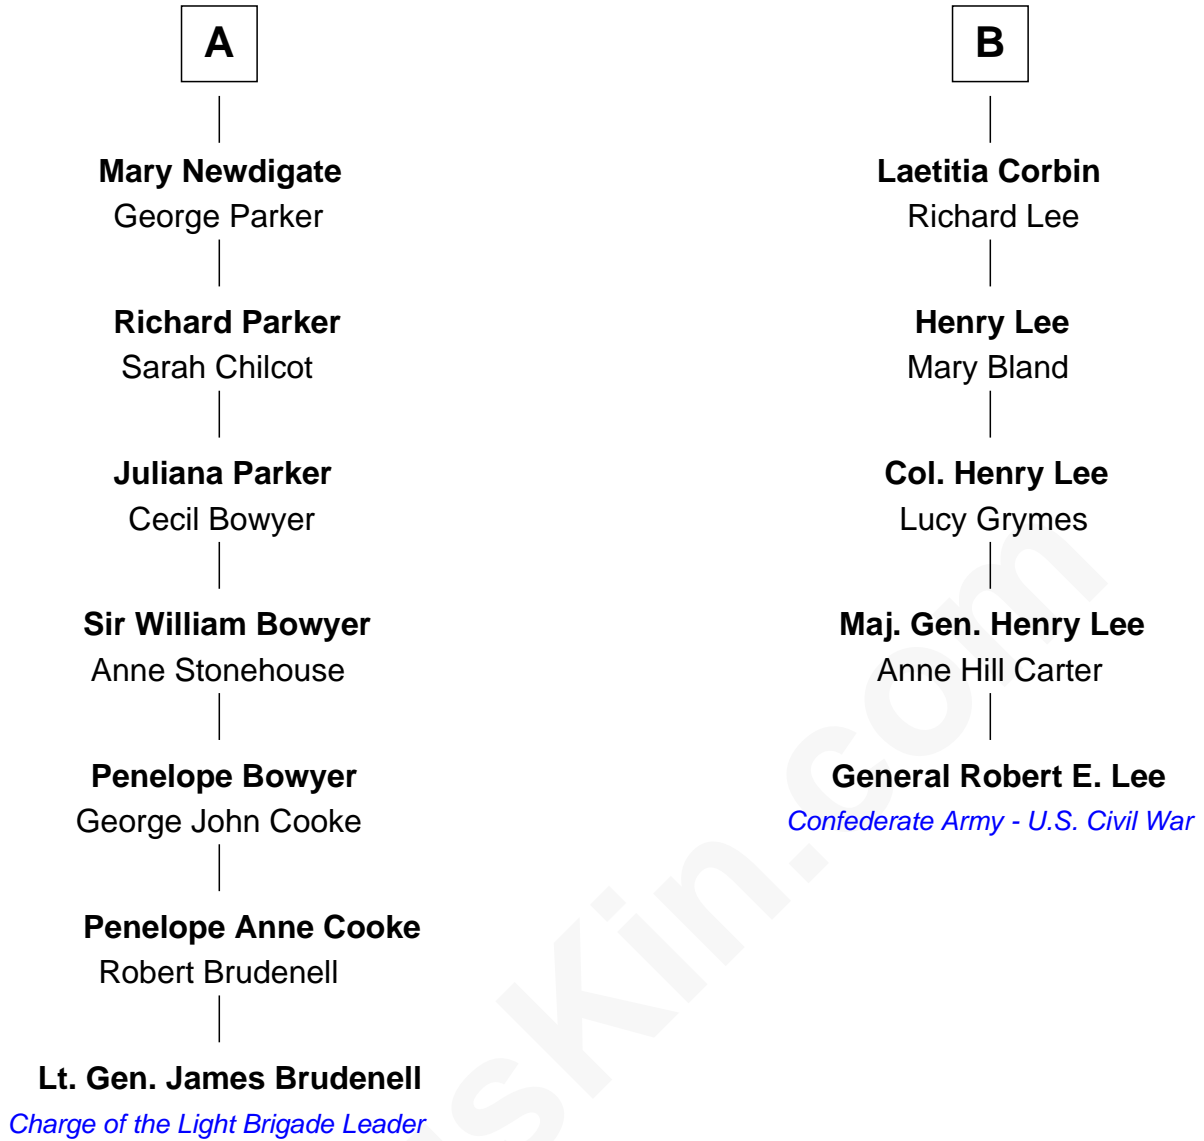 A
Mary Newdigate
George Parker
Richard Parker
Sarah Chilcot
Juliana Parker
Cecil Bowyer
Sir William Bowyer
Anne Stonehouse
Penelope Bowyer
George John Cooke
Penelope Anne Cooke
Robert Brudenell
Lt. Gen. James Brudenell
Charge of the Light Brigade Leader
B
Laetitia Corbin
Richard Lee
Henry Lee
Mary Bland
Col. Henry Lee
Lucy Grymes
Maj. Gen. Henry Lee
Anne Hill Carter
General Robert E. Lee
Confederate Army - U.S. Civil War
usKin.com